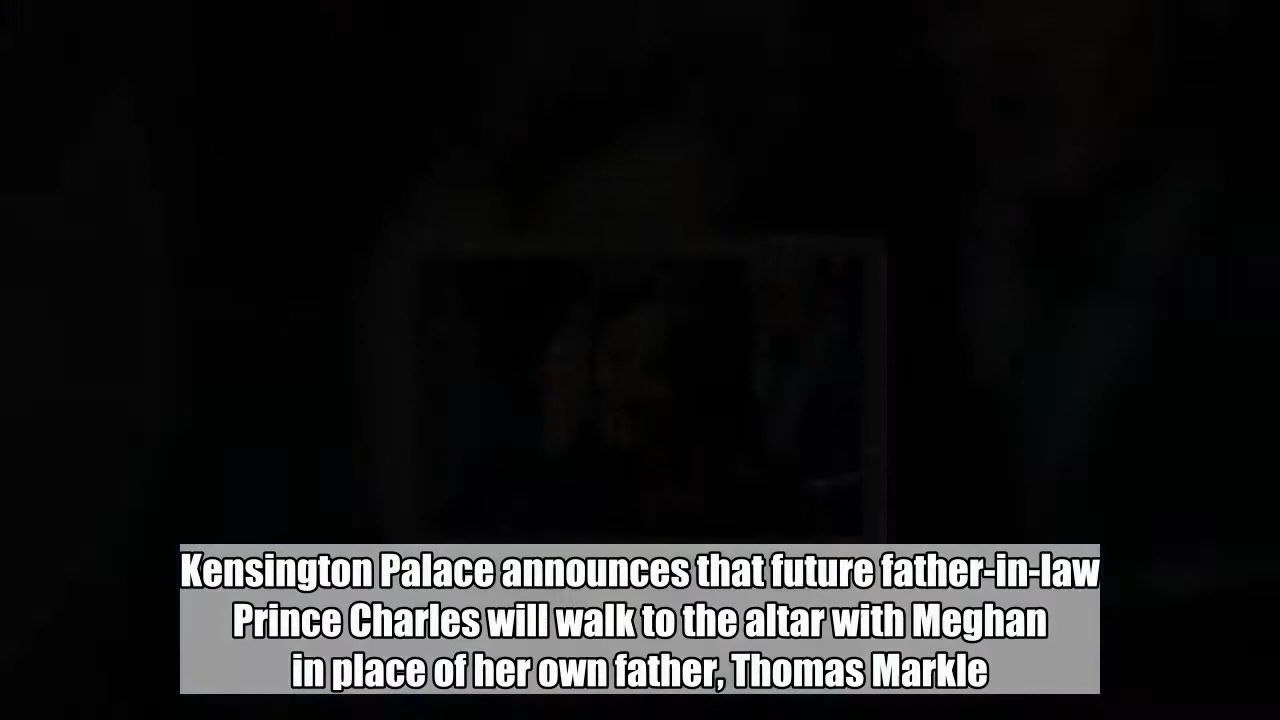 Kensington Palace announces that future father-in-law
Prince Charles will walk to the altar with Meghan
in place of her own father, Thomas Markle